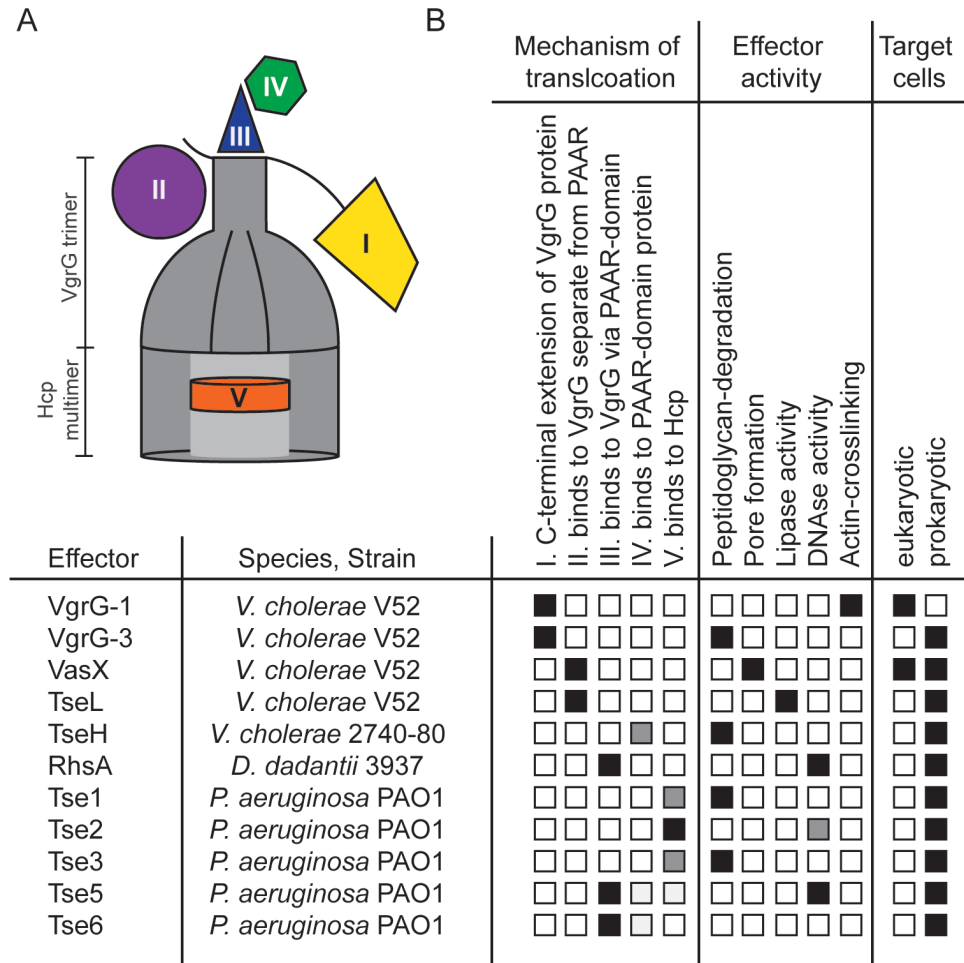 A
IV
III
II
I
V
VgrG trimer
Hcp
multimer
B
Mechanism of
translcoation
Effector
activity
Target
cells
I. C-terminal extension of VgrG protein
II. binds to VgrG separate from PAAR
III. binds to VgrG via PAAR-domain
IV. binds to PAAR-domain protein
V. binds to Hcp
Peptidoglycan-degradation
Pore formation
Lipase activity
DNAse activity
Actin-crosslinking
eukaryotic
prokaryotic
Effector Species, Strain
VgrG-1 V. cholerae V52
VgrG-3 V. cholerae V52
VasX V. cholerae V52
TseL V. cholerae V52
TseH V. cholerae 2740-80
RhsA D. dadantii 3937
Tse1 P. aeruginosa PAO1
Tse2 P. aeruginosa PAO1
Tse3 P. aeruginosa PAO1
Tse5 P. aeruginosa PAO1
Tse6 P. aeruginosa PAO1